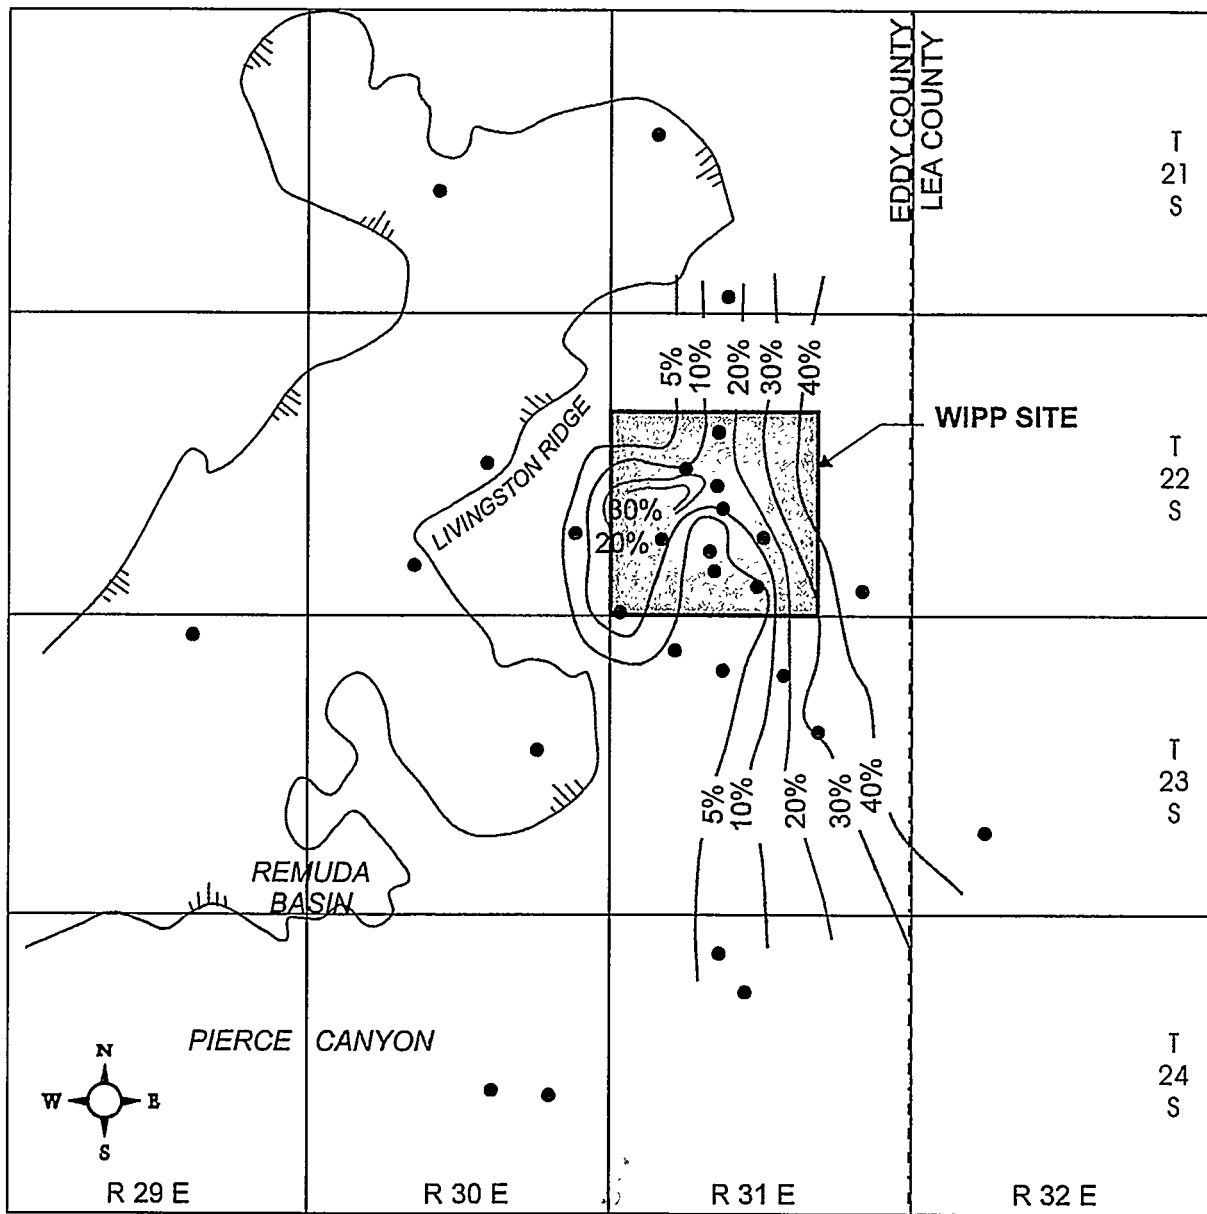 EDDY COUNTY
LEA COUNTY
T
21
S
5%
10%
20%
30%
40%
WIPP SITE
LIVINGSTON RIDGE
T
22
S
30%
20%
5%
10%
20%
30%
40%
T
23
S
REMUDA
BASIN
PIERCE CANYON
N
W
E
S
T
24
S
R 29 E
R 30 E
R 31 E
R 32 E